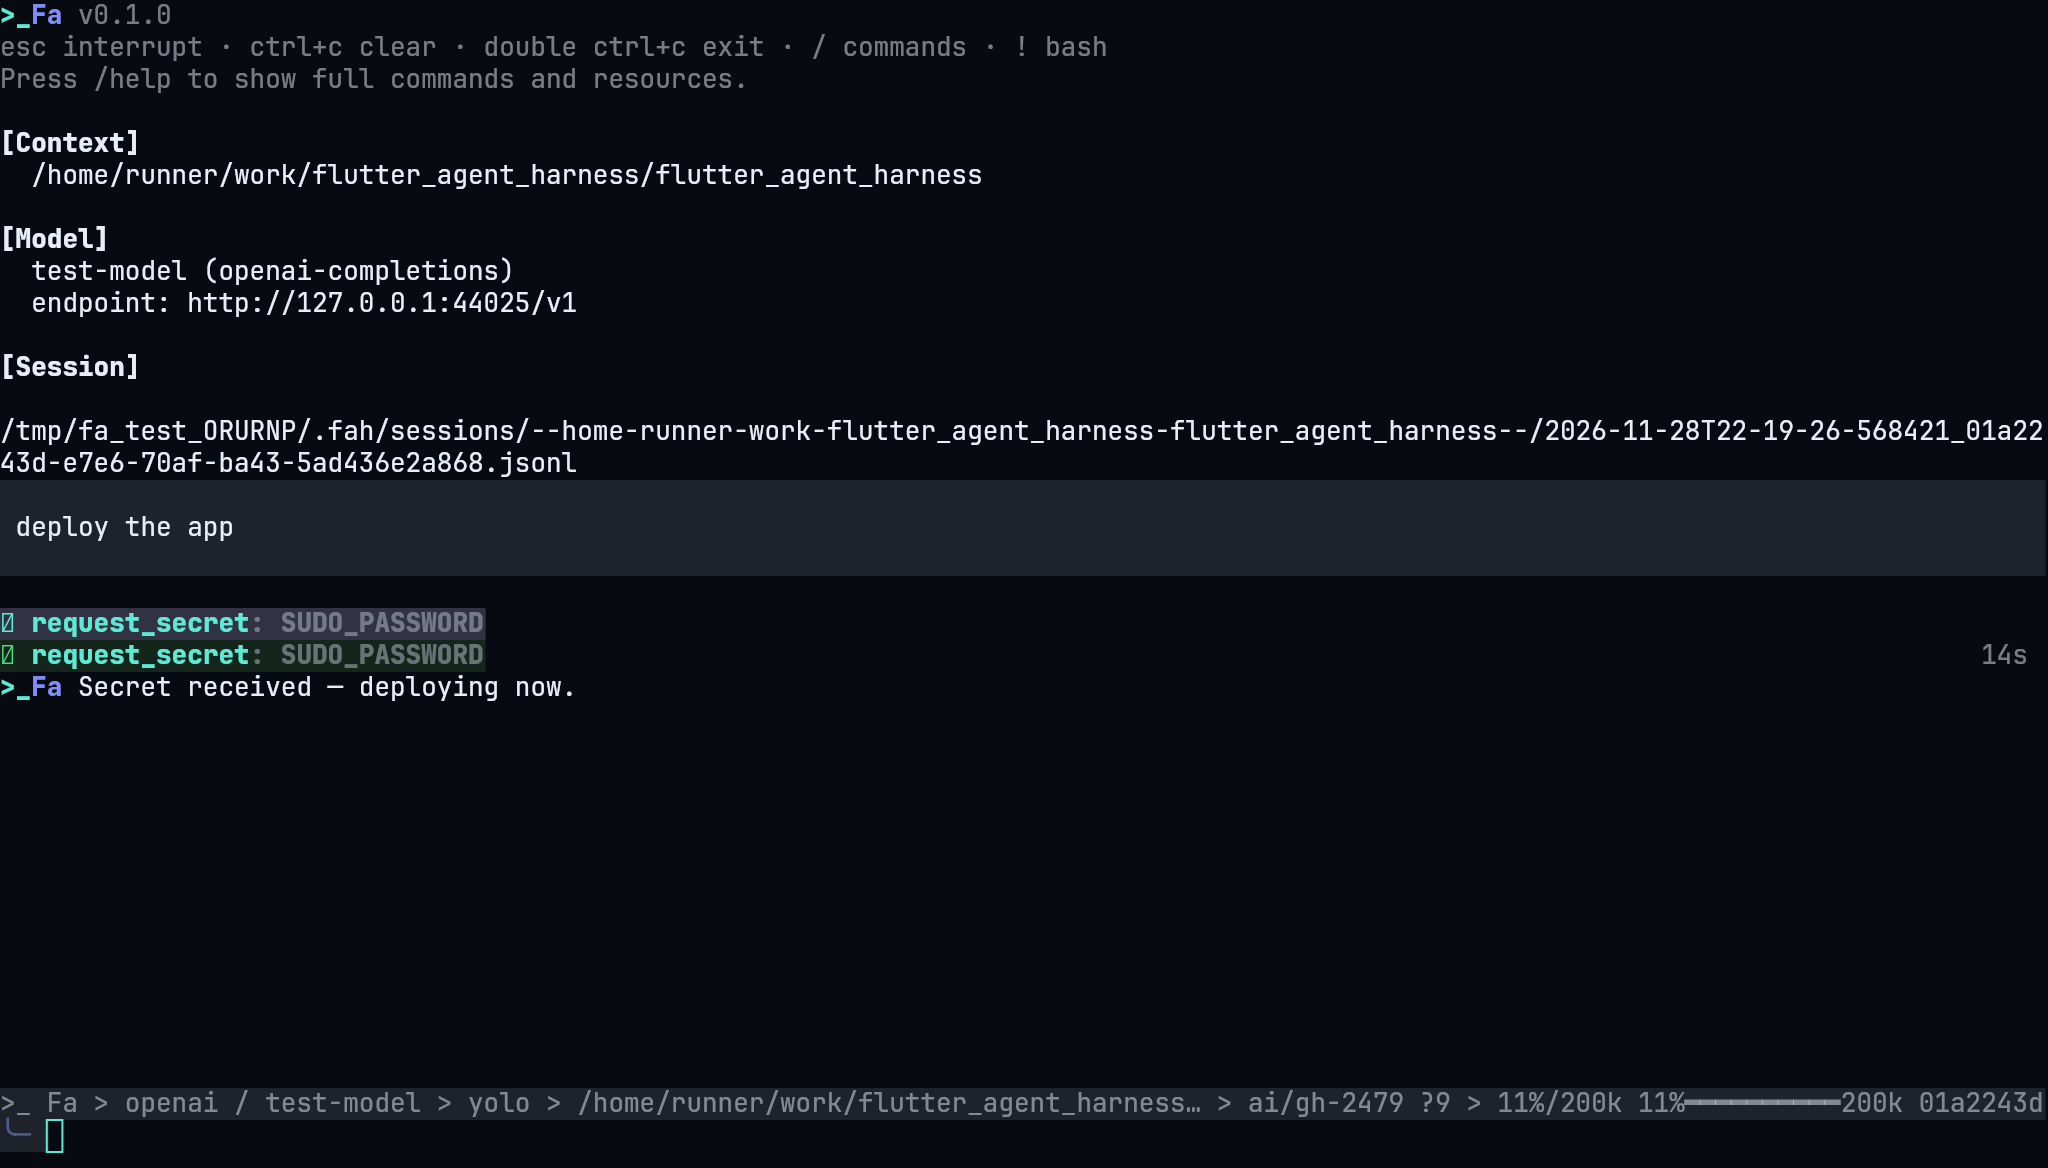 >_Fa v0.1.0
esc interrupt · ctrl+c clear · double ctrl+c exit · / commands · ! bash
Press /help to show full commands and resources.
[Context]
/home/runner/work/flutter_agent_harness/flutter_agent_harness
[Model]
test-model (openai-completions)
endpoint: http://127.0.0.1:44025/v1
[Session]
/tmp/fa_test_ORURNP/.fah/sessions/--home-runner-work-flutter_agent_harness-flutter_agent_harness--/2026-11-28T22-19-26-568421_01a22
43d-e7e6-70af-ba43-5ad436e2a868.jsonl
deploy the app
request_secret: SUDO_PASSWORD
request_secret: SUDO_PASSWORD 14s
>_Fa Secret received — deploying now.
>_ Fa > openai / test-model > yolo > /home/runner/work/flutter_agent_harness… > ai/gh-2479 ?9 > 11%/200k 11%━━━━━━━━━━200k 01a2243d